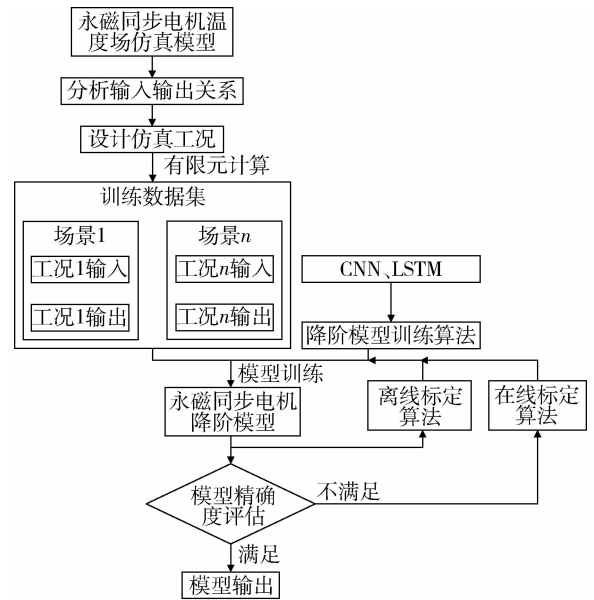 永磁同步电机温
度场仿真模型
分析输入输出关系
设计仿真工况
有限元计算
训练数据集
场景1
工况1输入
工况1输出
场景n
工况n输入
工况n输出
CNN、LSTM
降阶模型训练算法
模型训练
永磁同步电机
降阶模型
离线标定
算法
在线标定
算法
模型精确
度评估
不满足
满足
模型输出